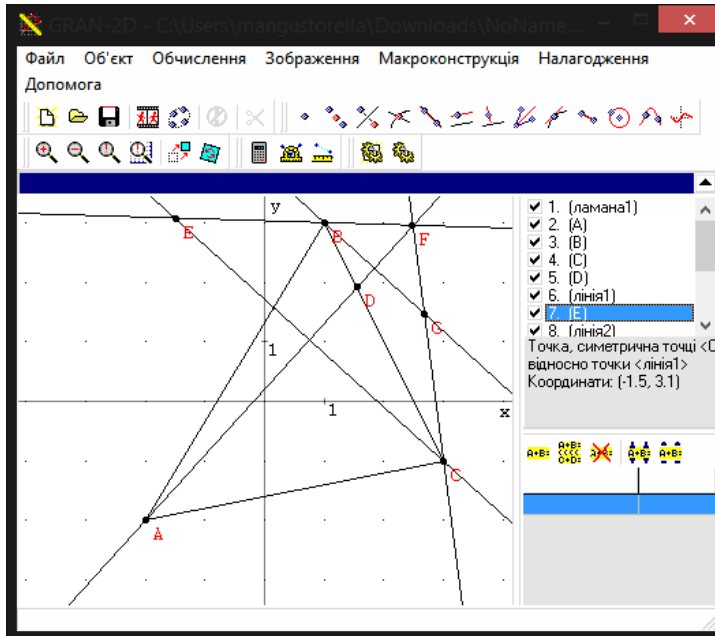 GRAN-2D - C:\Users\mangustorella\Downloads\NoName....
Файл Об'єкт Обчислення Зображення Макроконструкція Налагодження
Допомога
y
E
B
F
D
G
1
1
x
C
A
1. (ламана1)
2. (A)
3. (B)
4. (C)
5. (D)
6. (лінія1)
7. (E)
8. (лінія2)
Точка, симетрична точці <C
відносно точки <лінія1>
Координати: (-1.5, 3.1)
A+B=
A+B=
CCCC
C+D=
A+B=
A+B=
A+B=